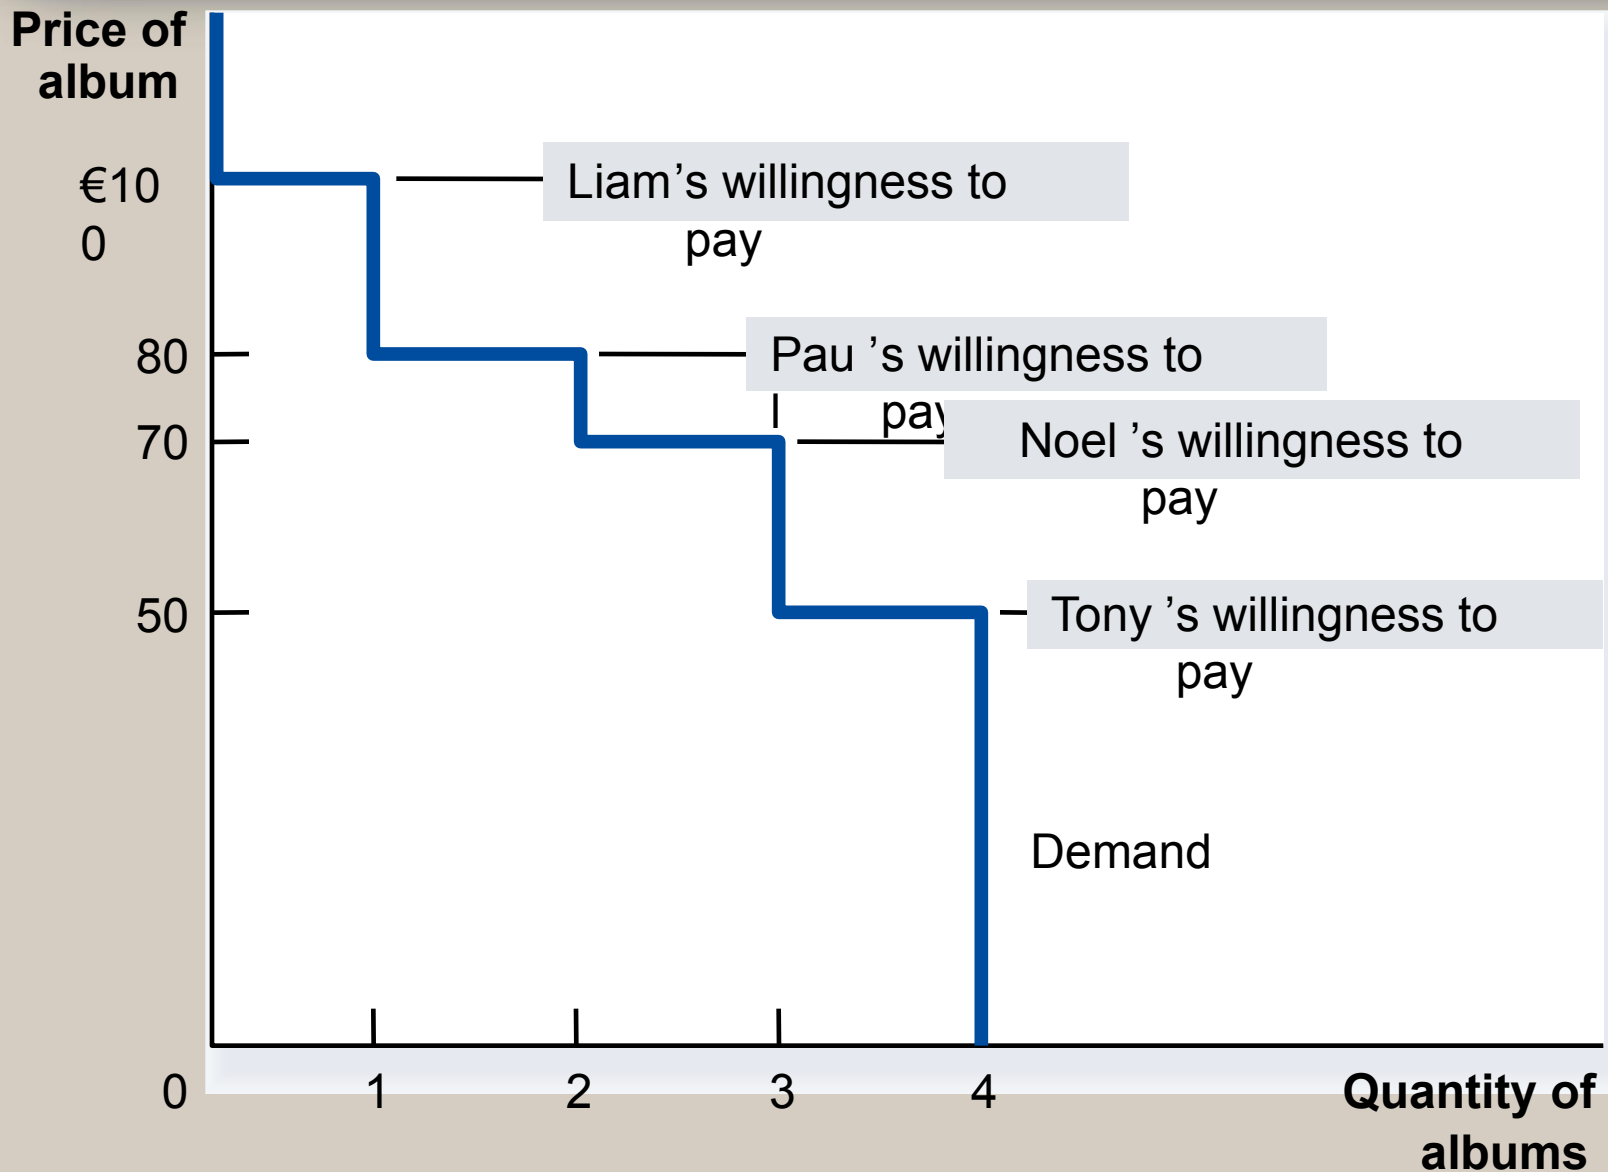 Price of
album
€10
0
Liam’s willingness to
pay
80
Pau ’s willingness to
l
pay
70
Noel ’s willingness to
pay
50
Tony ’s willingness to
pay
Demand
0
1
2
3
4
Quantity of
albums